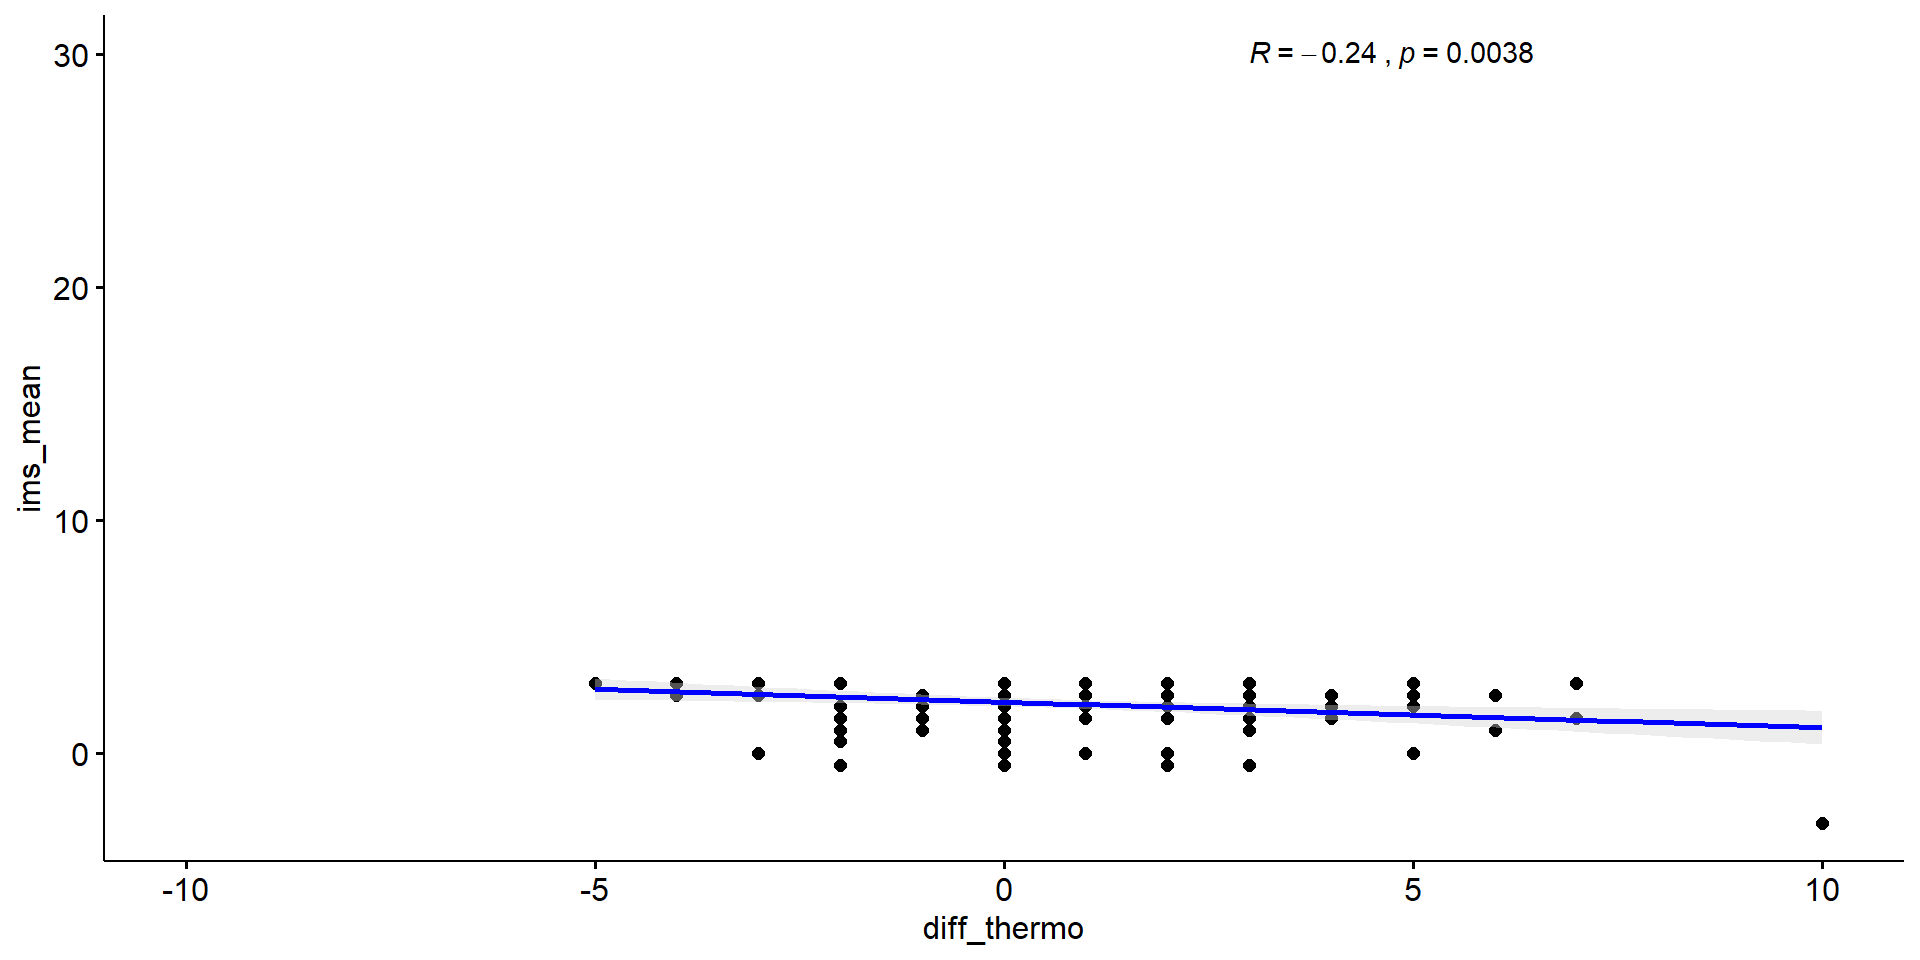 R = −0.24 , p = 0.0038
30
20
10
0
ims_mean
-10 -5 0 5 10
diff_thermo